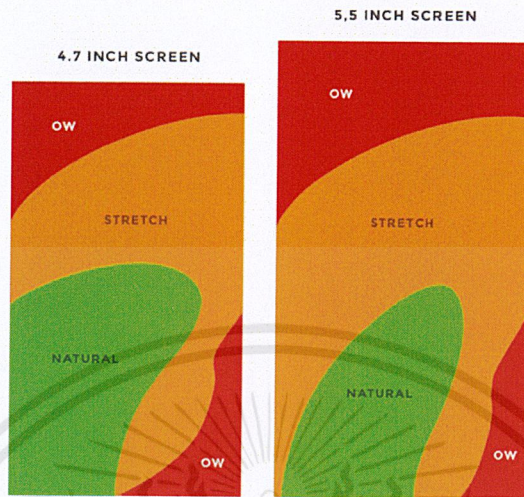 4.7 INCH SCREEN
OW
STRETCH
NATURAL
OW
5,5 INCH SCREEN
OW
STRETCH
NATURAL
OW